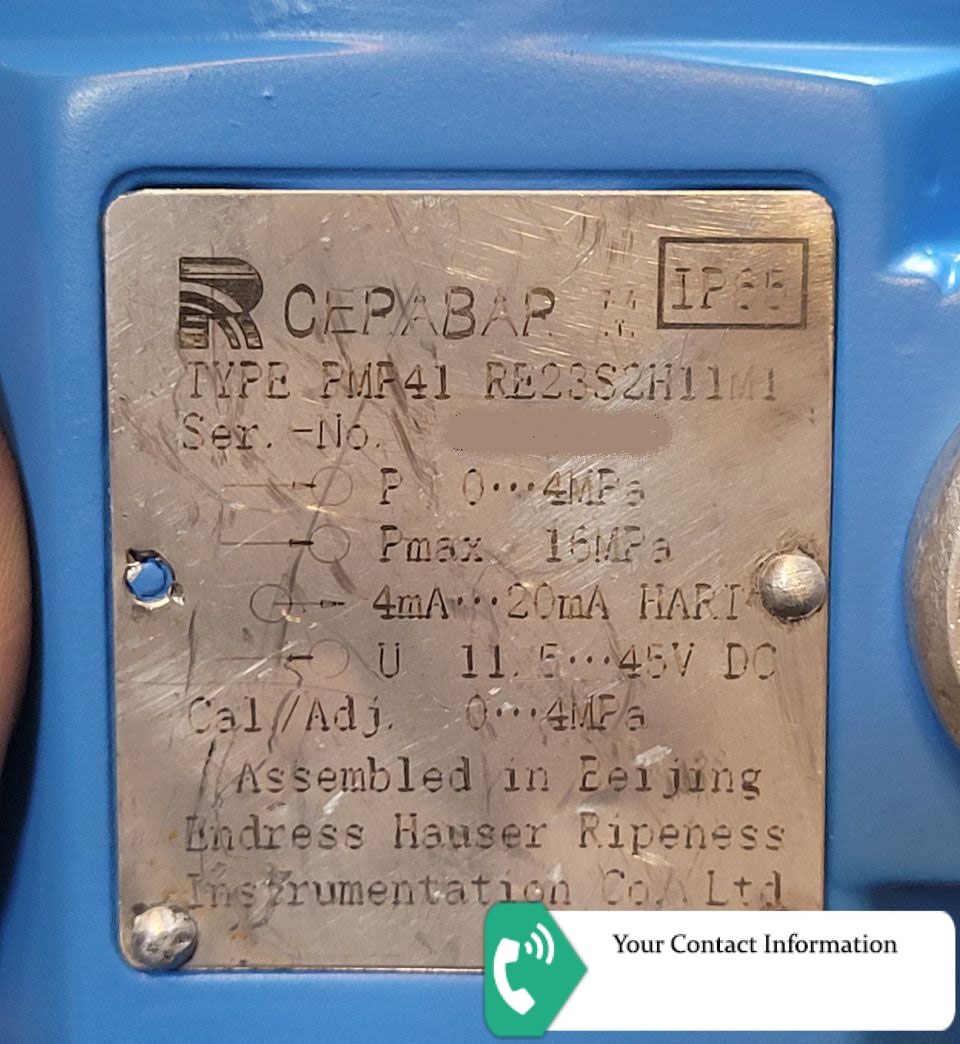 CEPABAR
IP65
TYPE PMP41 RE23S2H11M1
Ser.-No.
P 0...4MPa
Pmax 16MPa
4mA...20mA HART
U 11.5...45V DC
Cal/Adj. 0...4MPa
Assembled in Beijing
Endress Hauser Ripeness
Instrumentation Co. Ltd
Your Contact Information